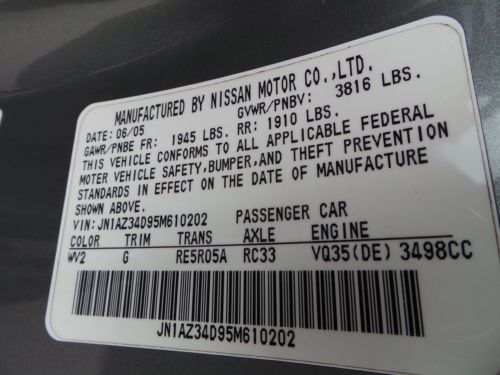 MANUFACTURED BY NISSAN MOTOR CO.,LTD.
DATE: 06/05 GVWR/PNBV: 3816 LBS.
GAWR/PNBE FR: 1945 LBS. RR: 1910 LBS.
THIS VEHICLE CONFORMS TO ALL APPLICABLE FEDERAL
MOTOR VEHICLE SAFETY,BUMPER,AND THEFT PREVENTION
STANDARDS IN EFFECT ON THE DATE OF MANUFACTURE
SHOWN ABOVE.
VIN:JN1AZ34D95M610202 PASSENGER CAR
COLOR TRIM TRANS AXLE ENGINE
WV2 G RE5R05A RC33 VQ35(DE) 3498CC
JN1AZ34D95M610202